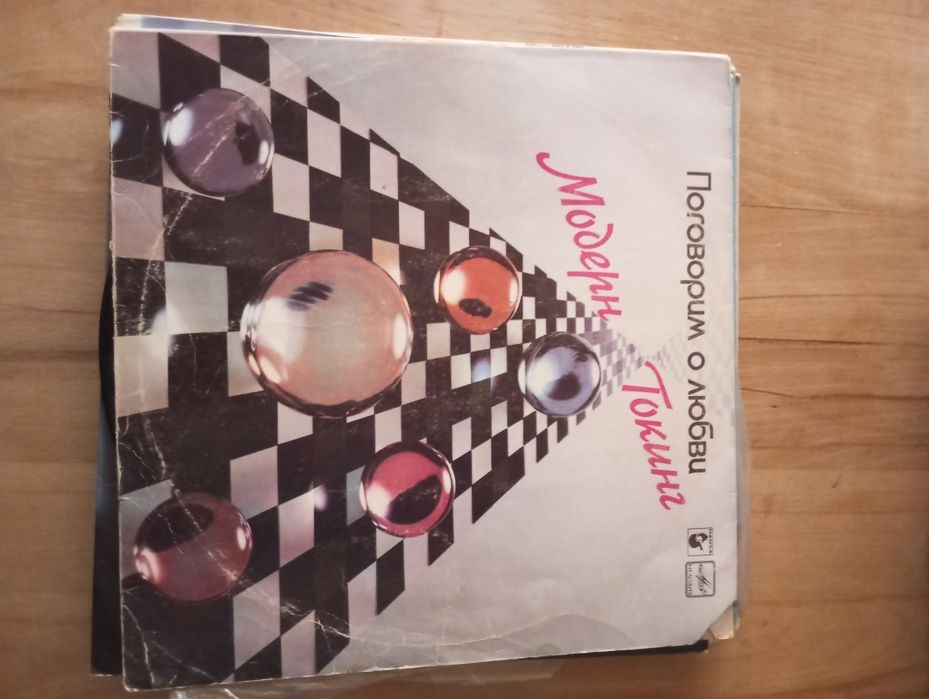 Поговорим о любви
Модерн
Токинг